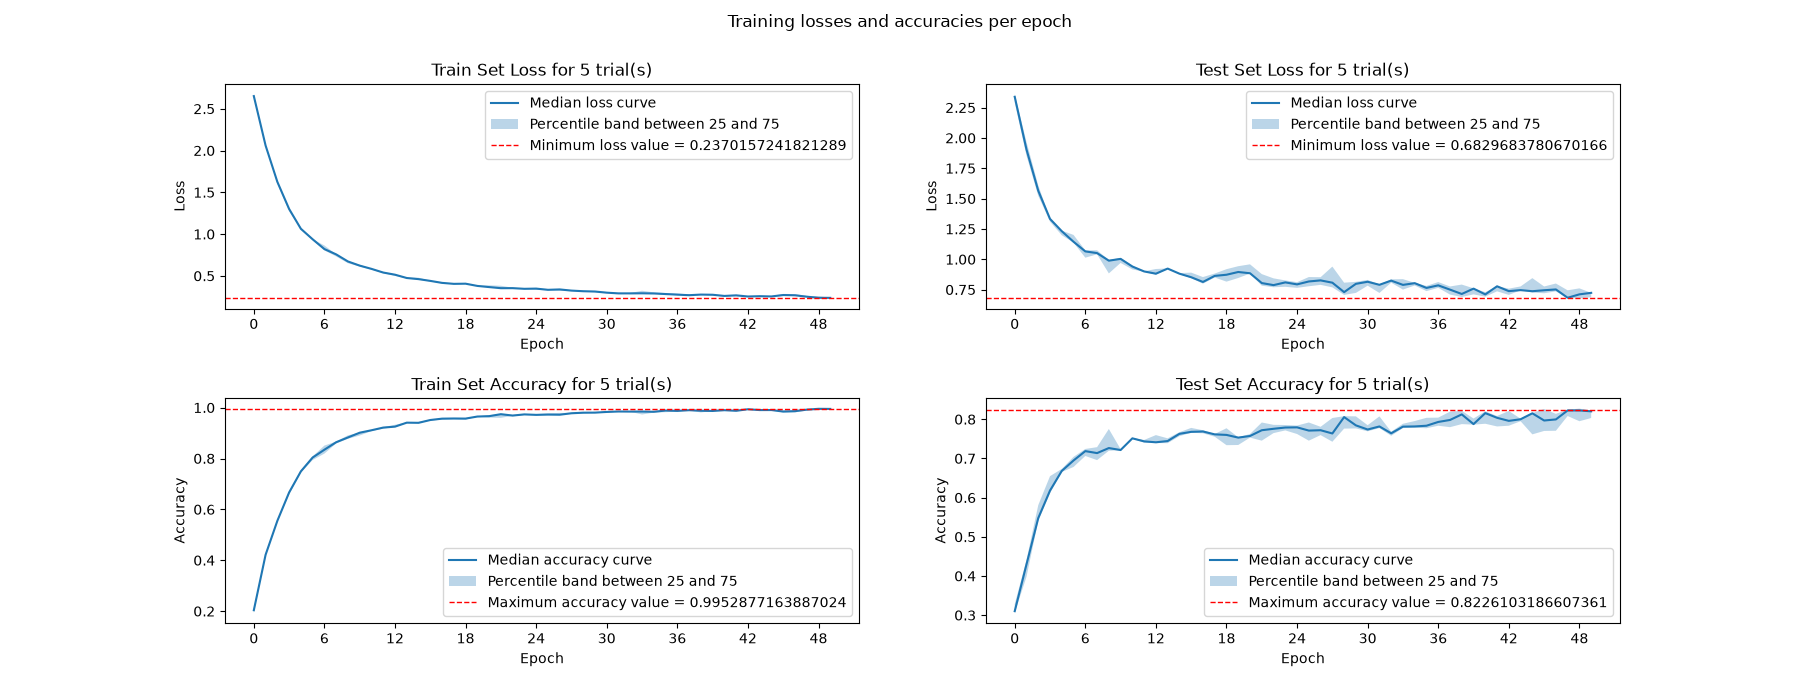 Training losses and accuracies per epoch
Train Set Loss for 5 trial(s)
2.5
2.0
1.5
1.0
0.5
Loss
Median loss curve
Percentile band between 25 and 75
Minimum loss value = 0.2370157241821289
0 6 12 18 24 30 36 42 48
Epoch
Test Set Loss for 5 trial(s)
2.25
2.00
1.75
1.50
1.25
1.00
0.75
Loss
Median loss curve
Percentile band between 25 and 75
Minimum loss value = 0.6829683780670166
0 6 12 18 24 30 36 42 48
Epoch
Train Set Accuracy for 5 trial(s)
1.0
0.8
0.6
0.4
0.2
Accuracy
Median accuracy curve
Percentile band between 25 and 75
Maximum accuracy value = 0.9952877163887024
0 6 12 18 24 30 36 42 48
Epoch
Test Set Accuracy for 5 trial(s)
0.8
0.7
0.6
0.5
0.4
0.3
Accuracy
Median accuracy curve
Percentile band between 25 and 75
Maximum accuracy value = 0.8226103186607361
0 6 12 18 24 30 36 42 48
Epoch